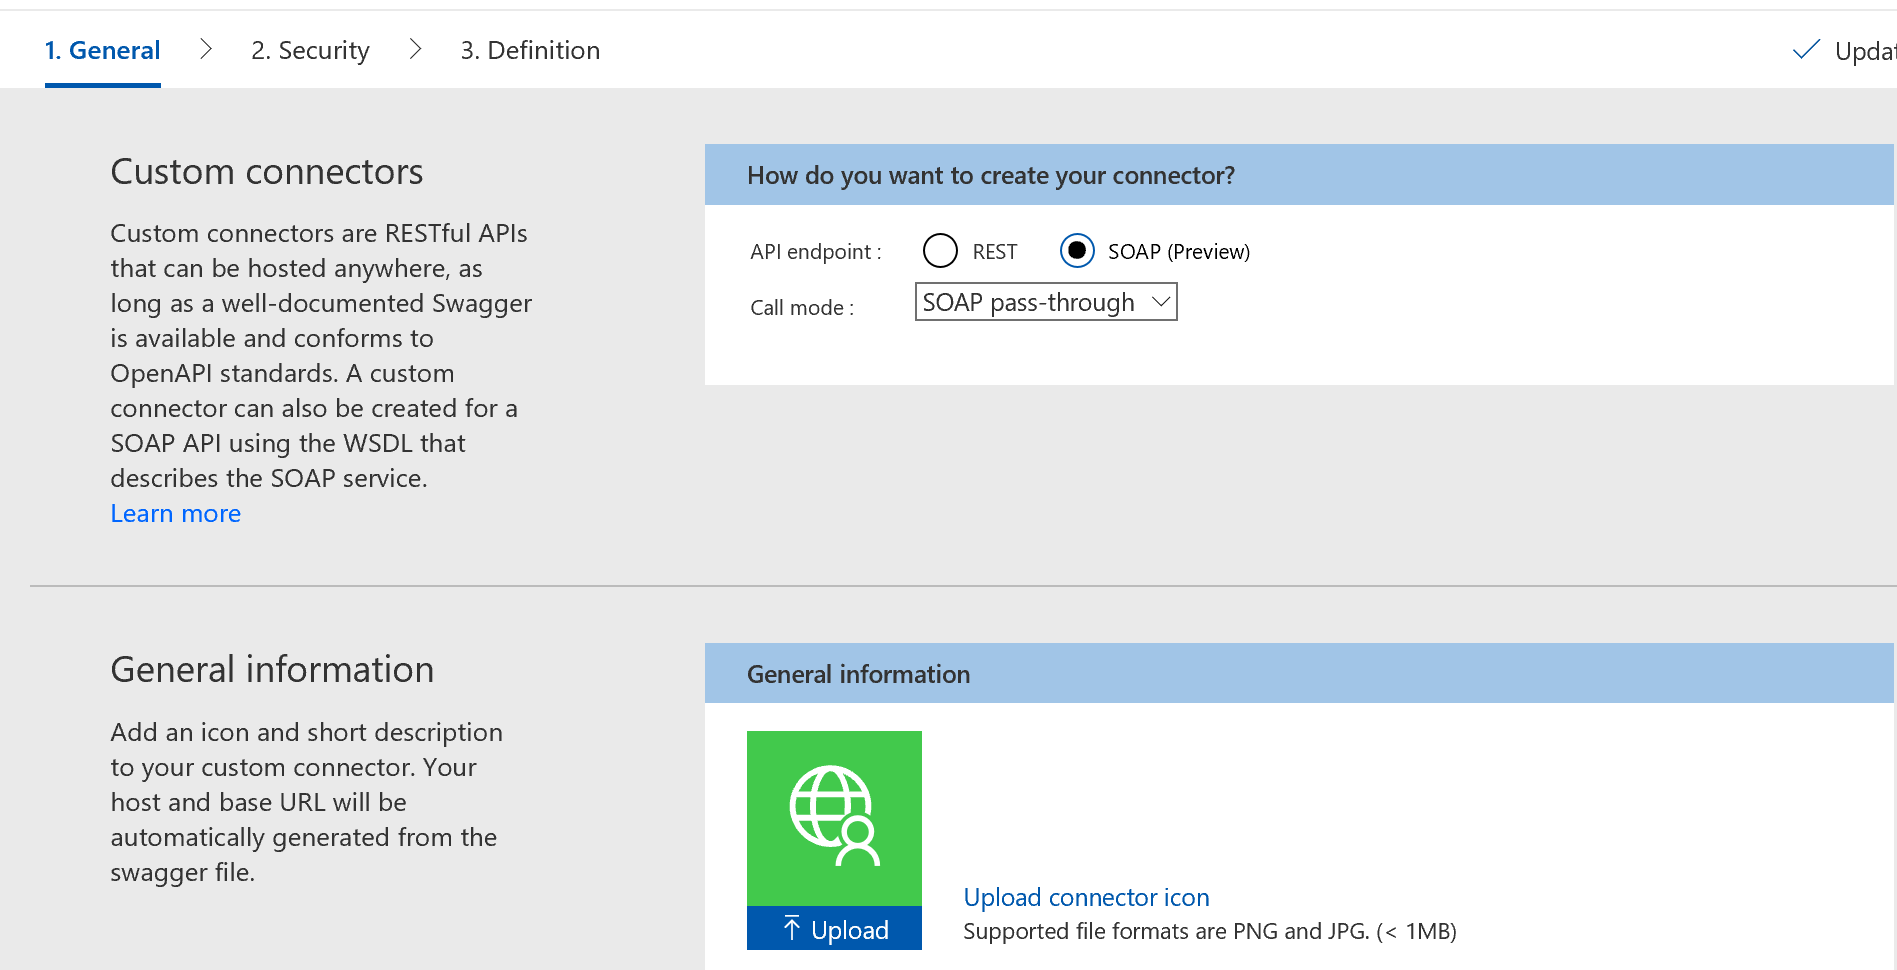 1. General
2. Security
3. Definition
Custom connectors
Custom connectors are RESTful APIs
that can be hosted anywhere, as
long as a well-documented Swagger
is available and conforms to
OpenAPI standards. A custom
connector can also be created for a
SOAP API using the WSDL that
describes the SOAP service.
Learn more
How do you want to create your connector?
API endpoint : REST SOAP (Preview)
Call mode : SOAP pass-through
General information
Add an icon and short description
to your custom connector. Your
host and base URL will be
automatically generated from the
swagger file.
General information
Upload
Upload connector icon
Supported file formats are PNG and JPG. (< 1MB)